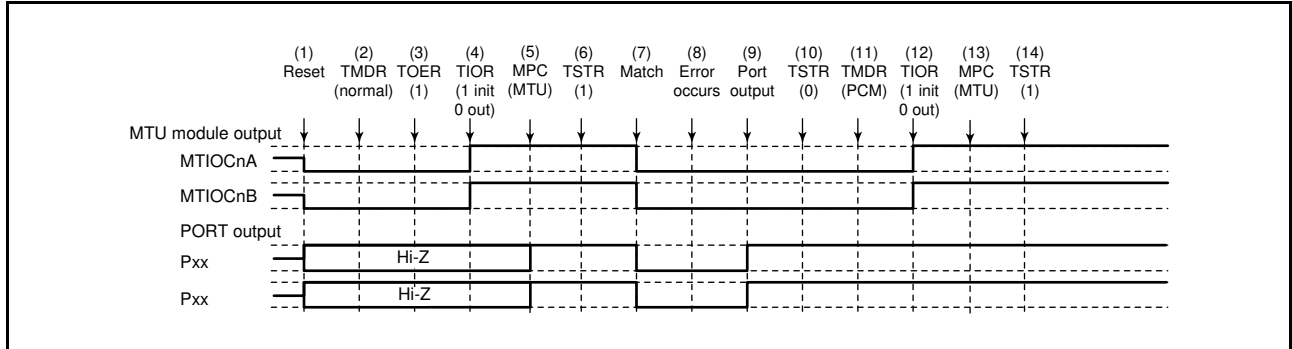 (1) (2) (3) (4) (5) (6) (7) (8) (9) (10) (11) (12) (13) (14)
Reset TMDR TOER TIOR MPC TSTR Match Error Port TSTR TMDR TIOR MPC TSTR
(normal) (1) (1 init (MTU) (1) occurs output (0) (PCM) (1 init (MTU) (1)
0 out) 0 out)
MTU module output
MTIOCnA
MTIOCnB
PORT output
Pxx Hi-Z
Pxx Hi-Z